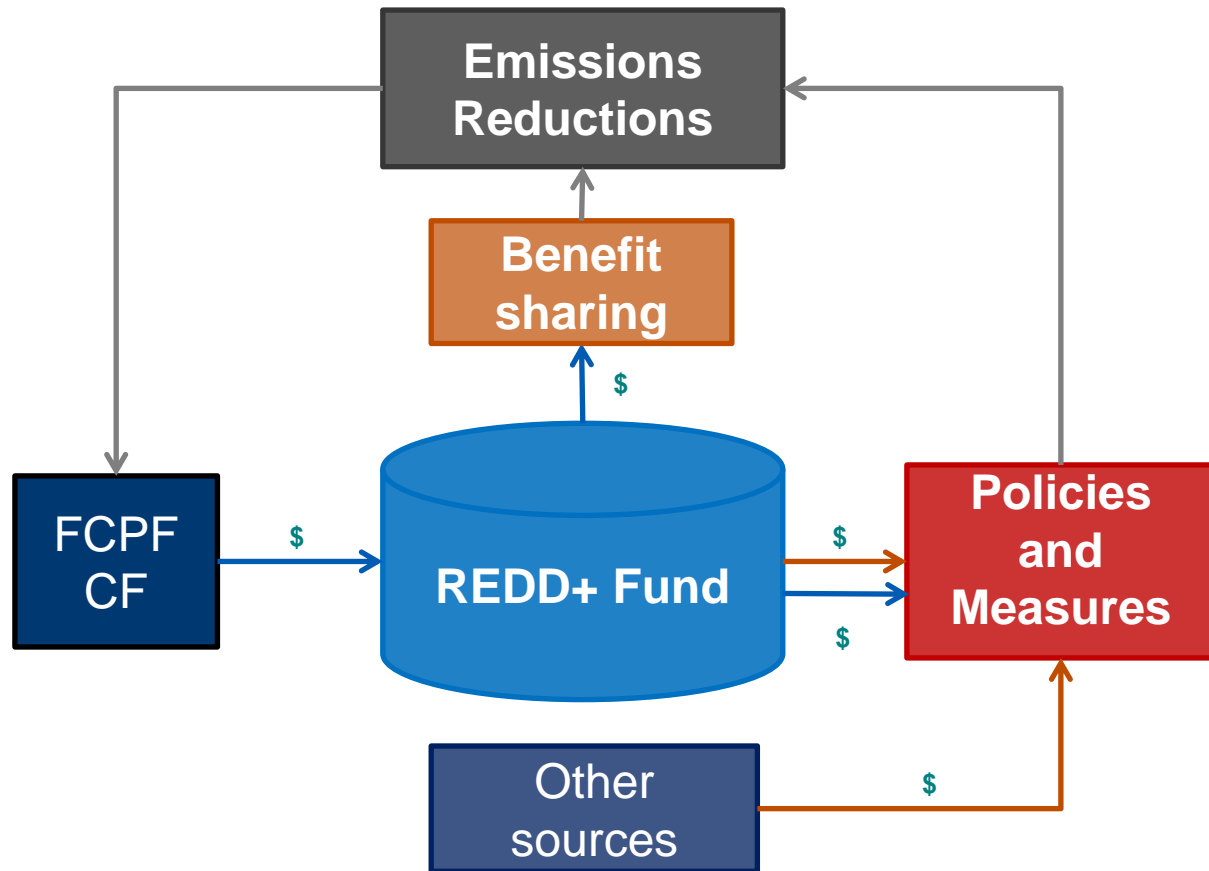 Emissions
Reductions
Benefit
sharing
$
FCPF
CF
$
REDD+ Fund
$
$
Policies
and
Measures
Other
sources
$